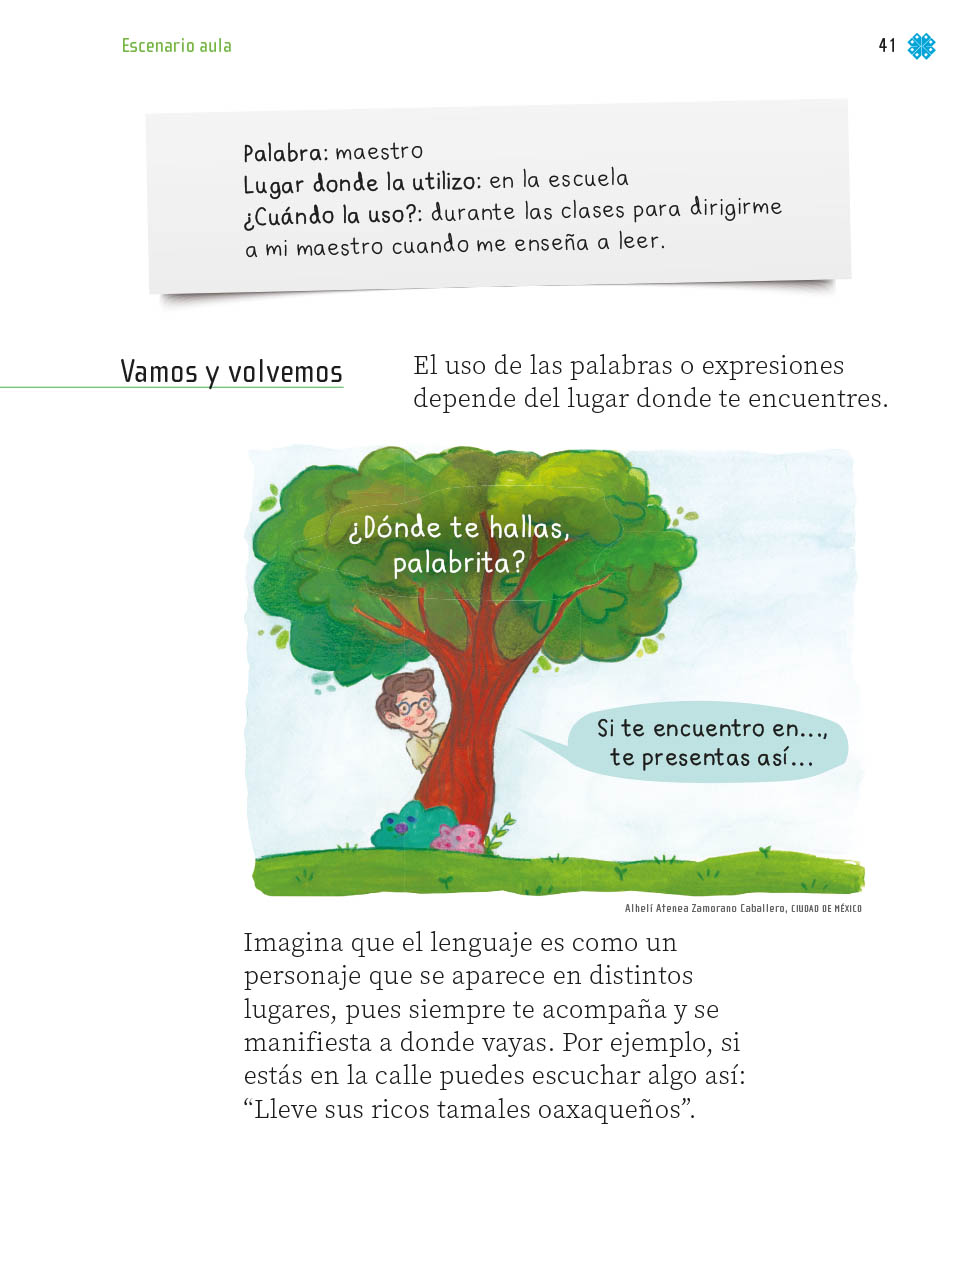 Escenario aula
41
Palabra: maestro
Lugar donde la utilizo: en la escuela
¿Cuándo la uso?: durante las clases para dirigirme
a mi maestro cuando me enseña a leer.
Vamos y volvemos
El uso de las palabras o expresiones
depende del lugar donde te encuentres.
¿Dónde te hallas,
palabrita?
Si te encuentro en...,
te presentas así...
Alhelí Atenea Zamorano Caballero, CIUDAD DE MÉXICO
Imagina que el lenguaje es como un
personaje que se aparece en distintos
lugares, pues siempre te acompaña y se
manifiesta a donde vayas. Por ejemplo, si
estás en la calle puedes escuchar algo así:
“Lleve sus ricos tamales oaxaqueños”.